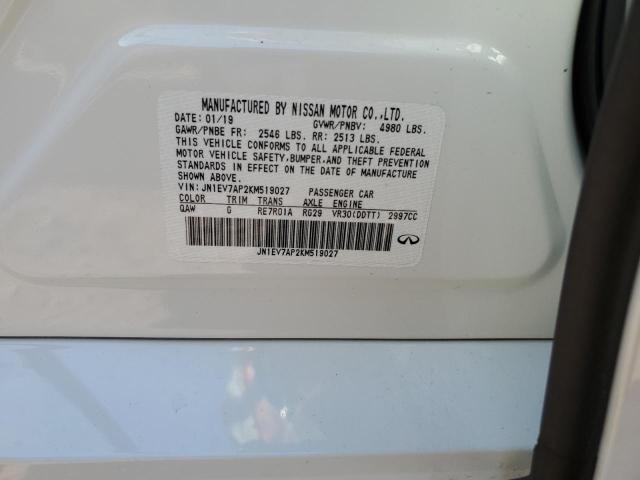 MANUFACTURED BY NISSAN MOTOR CO.,LTD.
DATE: 01/19 GVWR/PNBV: 4980 LBS.
GAWR/PNBE FR: 2546 LBS. RR: 2513 LBS.
THIS VEHICLE CONFORMS TO ALL APPLICABLE FEDERAL
MOTOR VEHICLE SAFETY,BUMPER,AND THEFT PREVENTION
STANDARDS IN EFFECT ON THE DATE OF MANUFACTURE
SHOWN ABOVE.
VIN: JN1EV7AP2KM519027 PASSENGER CAR
COLOR TRIM TRANS AXLE ENGINE
QAW G RE7R01A RG29 VR30(DDTT) 2997CC
JN1EV7AP2KM519027